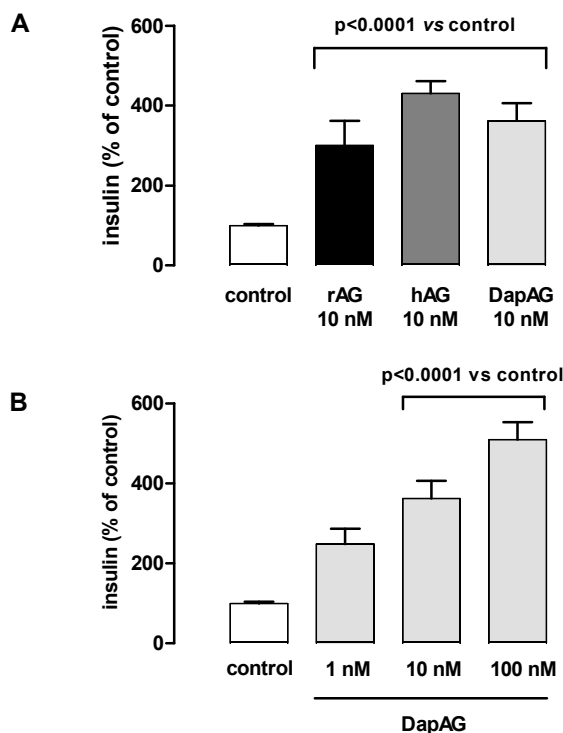 A
p<0.0001 vs control
insulin (% of control)
600
400
200
0
control rAG hAG DapAG
10 nM 10 nM 10 nM
B
p<0.0001 vs control
insulin (% of control)
600
400
200
0
control 1 nM 10 nM 100 nM
DapAG